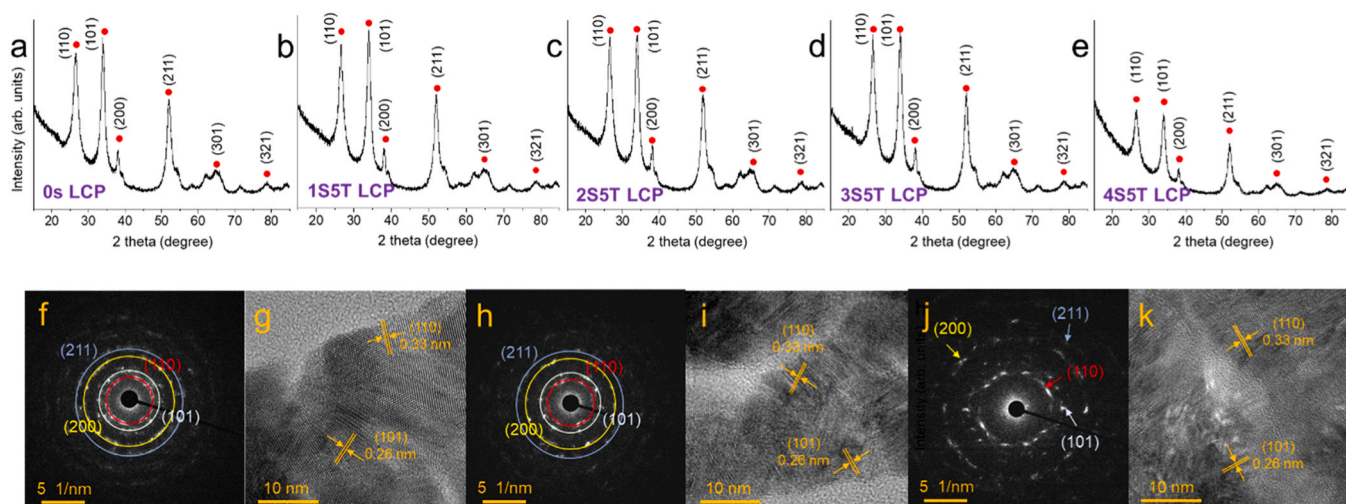 a
(110)
(101)
(200)
(211)
(301)
(321)
0s LCP
Intensity (arb. units)
20 30 40 50 60 70 80
2 theta (degree)
b
(110)
(101)
(200)
(211)
(301)
(321)
1S5T LCP
20 30 40 50 60 70 80
2 theta (degree)
c
(110)
(101)
(200)
(211)
(301)
(321)
2S5T LCP
20 30 40 50 60 70 80
2 theta (degree)
d
(110)
(101)
(200)
(211)
(301)
(321)
3S5T LCP
20 30 40 50 60 70 80
2 theta (degree)
e
(110)
(101)
(200)
(211)
(301)
(321)
4S5T LCP
20 30 40 50 60 70 80
2 theta (degree)
f
(211)
(110)
(101)
(200)
5 1/nm
g
(110)
0.33 nm
(101)
0.26 nm
10 nm
h
(211)
(110)
(101)
(200)
5 1/nm
i
(110)
0.33 nm
(101)
0.26 nm
10 nm
j
(211)
(200)
(110)
(101)
Intensity (arb. units)
5 1/nm
k
(110)
0.33 nm
(101)
0.26 nm
10 nm